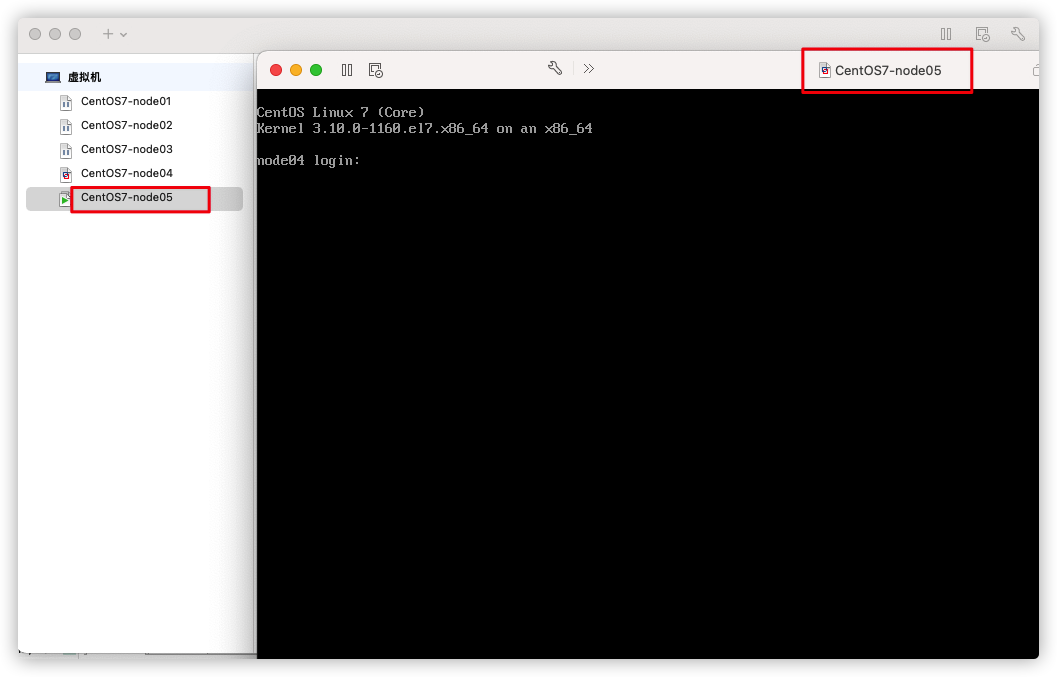 虚拟机
CentOS7-node01
CentOS7-node02
CentOS7-node03
CentOS7-node04
CentOS7-node05
CentOS7-node05
CentOS Linux 7 (Core)
Kernel 3.10.0-1160.el7.x86_64 on an x86_64
node04 login: